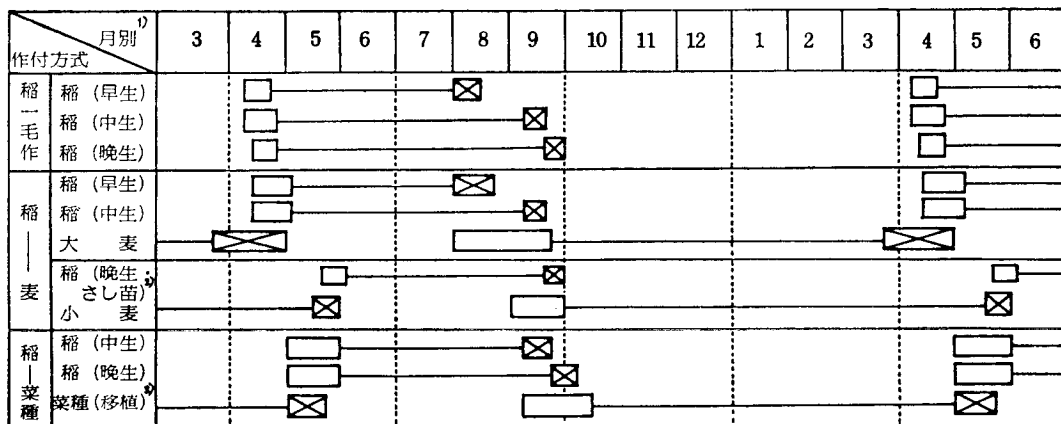 月別 1)
作付方式
3 4 5 6 7 8 9 10 11 12 1 2 3 4 5 6
稲一毛作
稲(早生)
稲(中生)
稲(晩生)
稲――麦
稲(早生)
稲(中生)
大麦
稲(晩生・
さし苗)
小麦
稲―菜種
稲(中生)
稲(晩生)
菜種(移植)